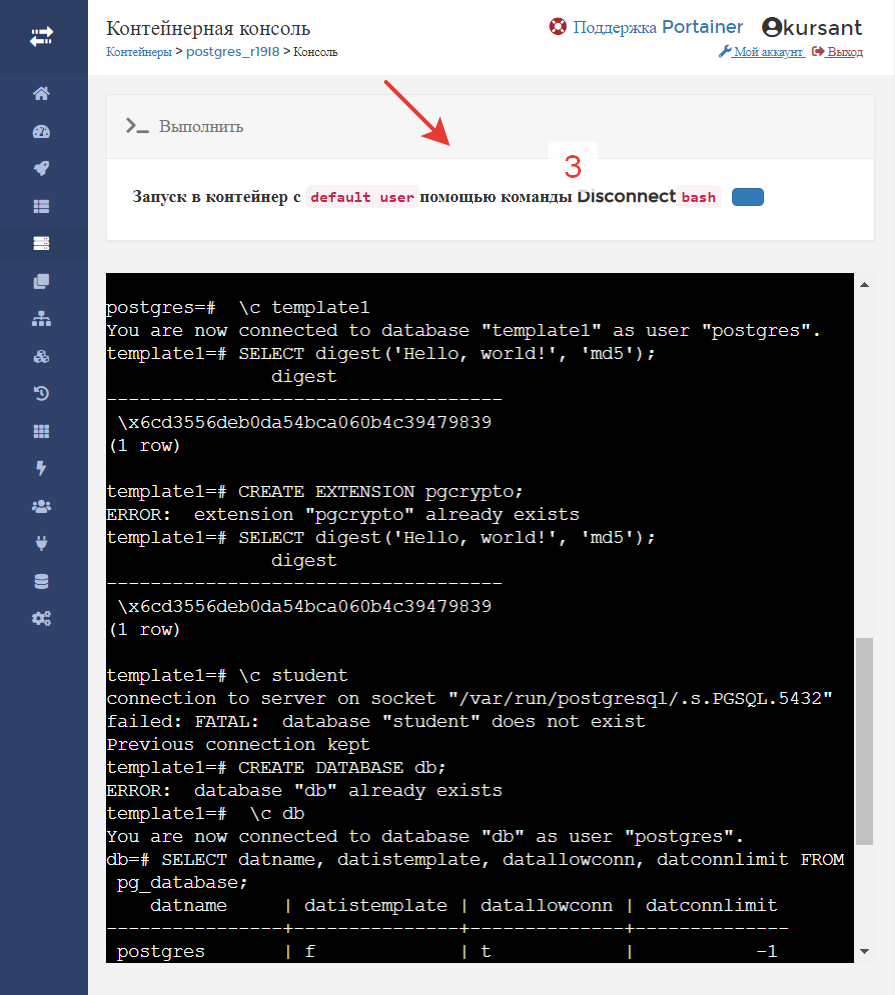 Контейнерная консоль
Поддержка Portainer
kursant
Контейнеры > postgres_r19l8 > Консоль
Мой аккаунт Выход
>_ Выполнить
3
Запуск в контейнер с default user помощью команды Disconnect bash
postgres=#  \c template1
You are now connected to database "template1" as user "postgres".
template1=# SELECT digest('Hello, world!', 'md5');
digest
------------------------------------
\x6cd3556deb0da54bca060b4c39479839
(1 row)
template1=# CREATE EXTENSION pgcrypto;
ERROR:  extension "pgcrypto" already exists
template1=# SELECT digest('Hello, world!', 'md5');
digest
------------------------------------
\x6cd3556deb0da54bca060b4c39479839
(1 row)
template1=# \c student
connection to server on socket "/var/run/postgresql/.s.PGSQL.5432"
failed: FATAL:  database "student" does not exist
Previous connection kept
template1=# CREATE DATABASE db;
ERROR:  database "db" already exists
template1=#  \c db
You are now connected to database "db" as user "postgres".
db=# SELECT datname, datistemplate, datallowconn, datconnlimit FROM
pg_database;
datname     | datistemplate | datallowconn | datconnlimit
----------------+---------------+--------------+--------------
postgres       | f             | t            |           -1